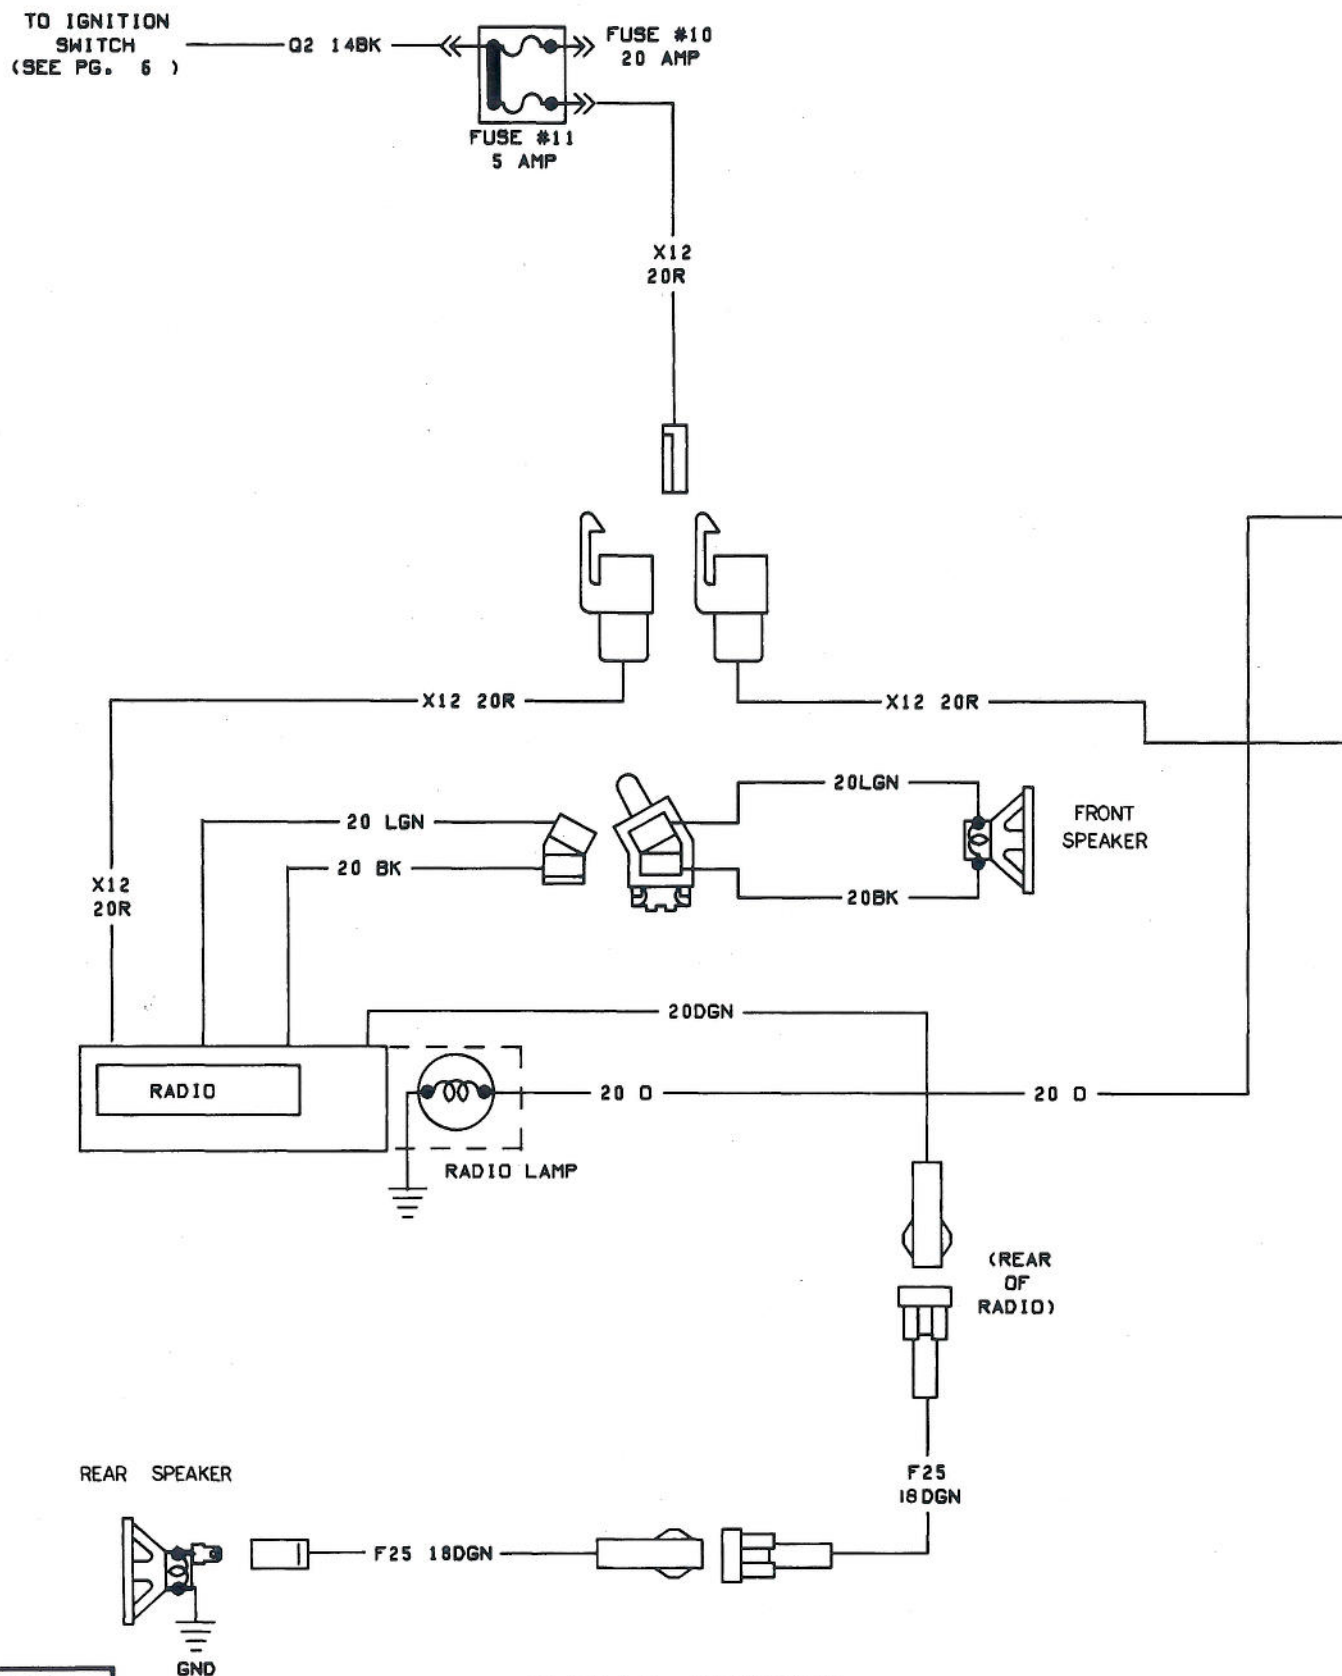 TO IGNITION
SWITCH
(SEE PG. 6 )
Q2 14BK
FUSE #10
20 AMP
FUSE #11
5 AMP
X12
20R
X12 20R
X12 20R
20LGN
FRONT
SPEAKER
20 LGN
20 BK
X12
20R
20BK
20DGN
RADIO
20 O
20 O
RADIO LAMP
(REAR
OF
RADIO)
REAR SPEAKER
F25
18DGN
F25 18DGN
GND